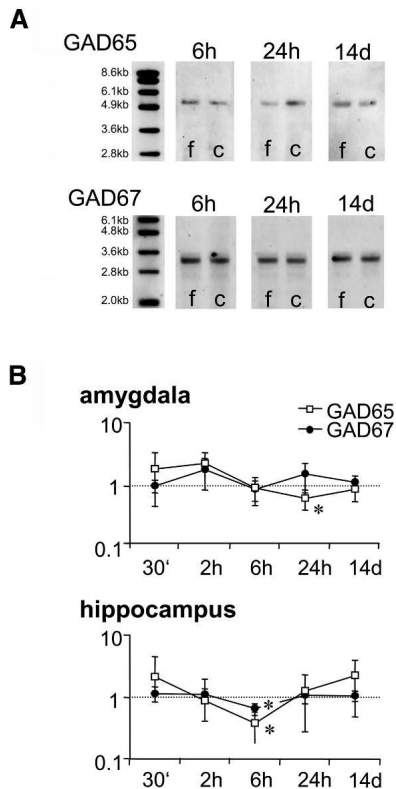 A
GAD65 6h 24h 14d
8.6kb
6.1kb
4.9kb
3.6kb
2.8kb
f c f c f c
GAD67 6h 24h 14d
6.1kb
4.8kb
3.6kb
2.8kb
2.0kb
f c f c f c
B
amygdala
GAD65
GAD67
10
1
0.1
*
30‘ 2h 6h 24h 14d
hippocampus
10
1
0.1
*
*
30‘ 2h 6h 24h 14d